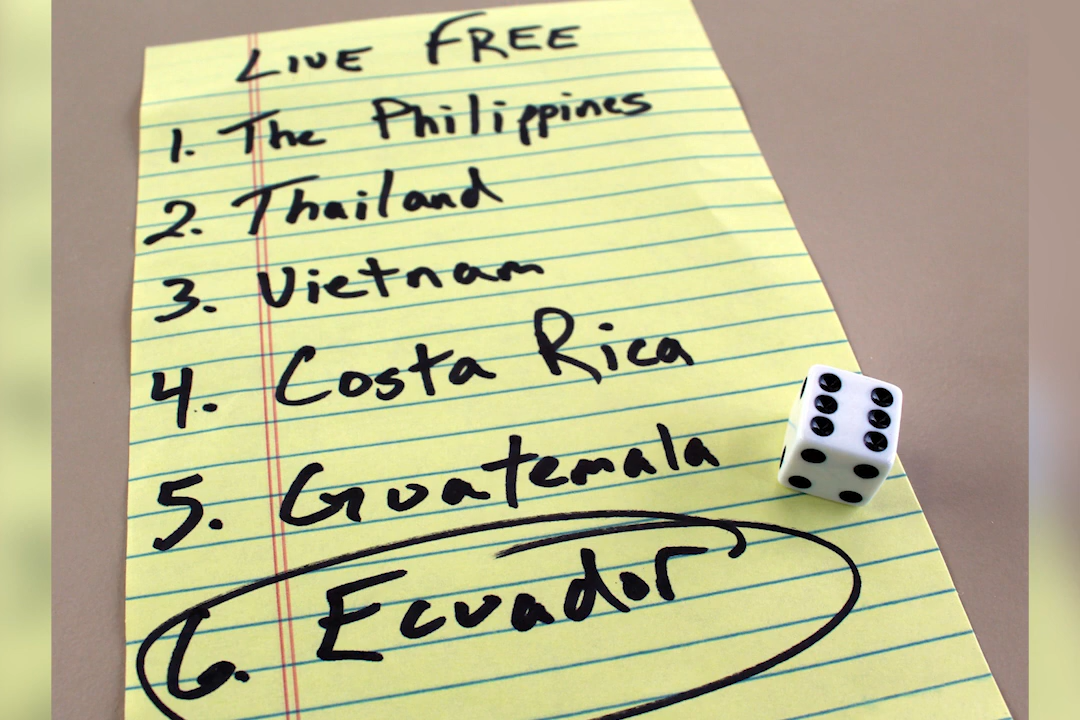 LIVE FREE
1. The Philippines
2. Thailand
3. Vietnam
4. Costa Rica
5. Guatemala
6. Ecuador